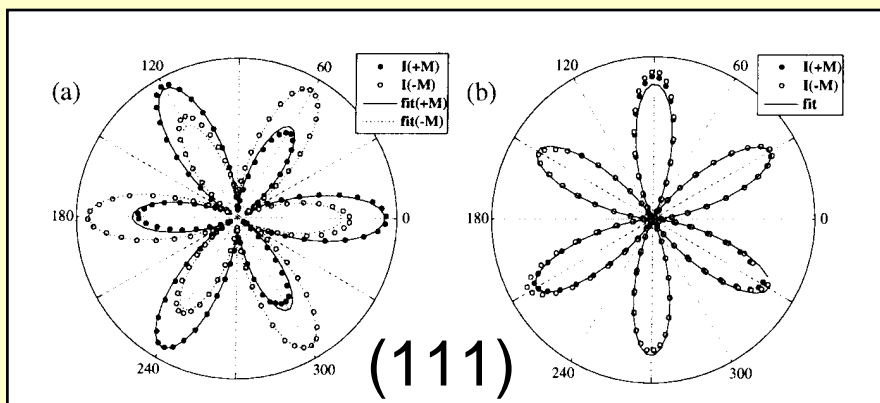 (a)
120
60
180
0
240
300
I(+M)
I(-M)
fit(+M)
fit(-M)
(b)
120
60
180
0
240
300
I(+M)
I(-M)
fit
(111)